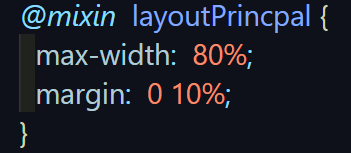 @mixin layoutPrincpal {
max-width: 80%;
margin: 0 10%;
}